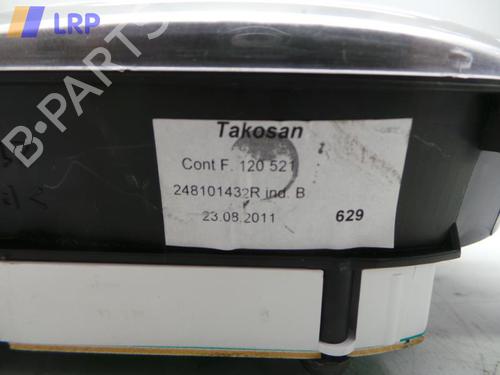 LRP
B-PARTS
Takosan
Cont F. 120 521
248101432R ind. B
23.08.2011 629